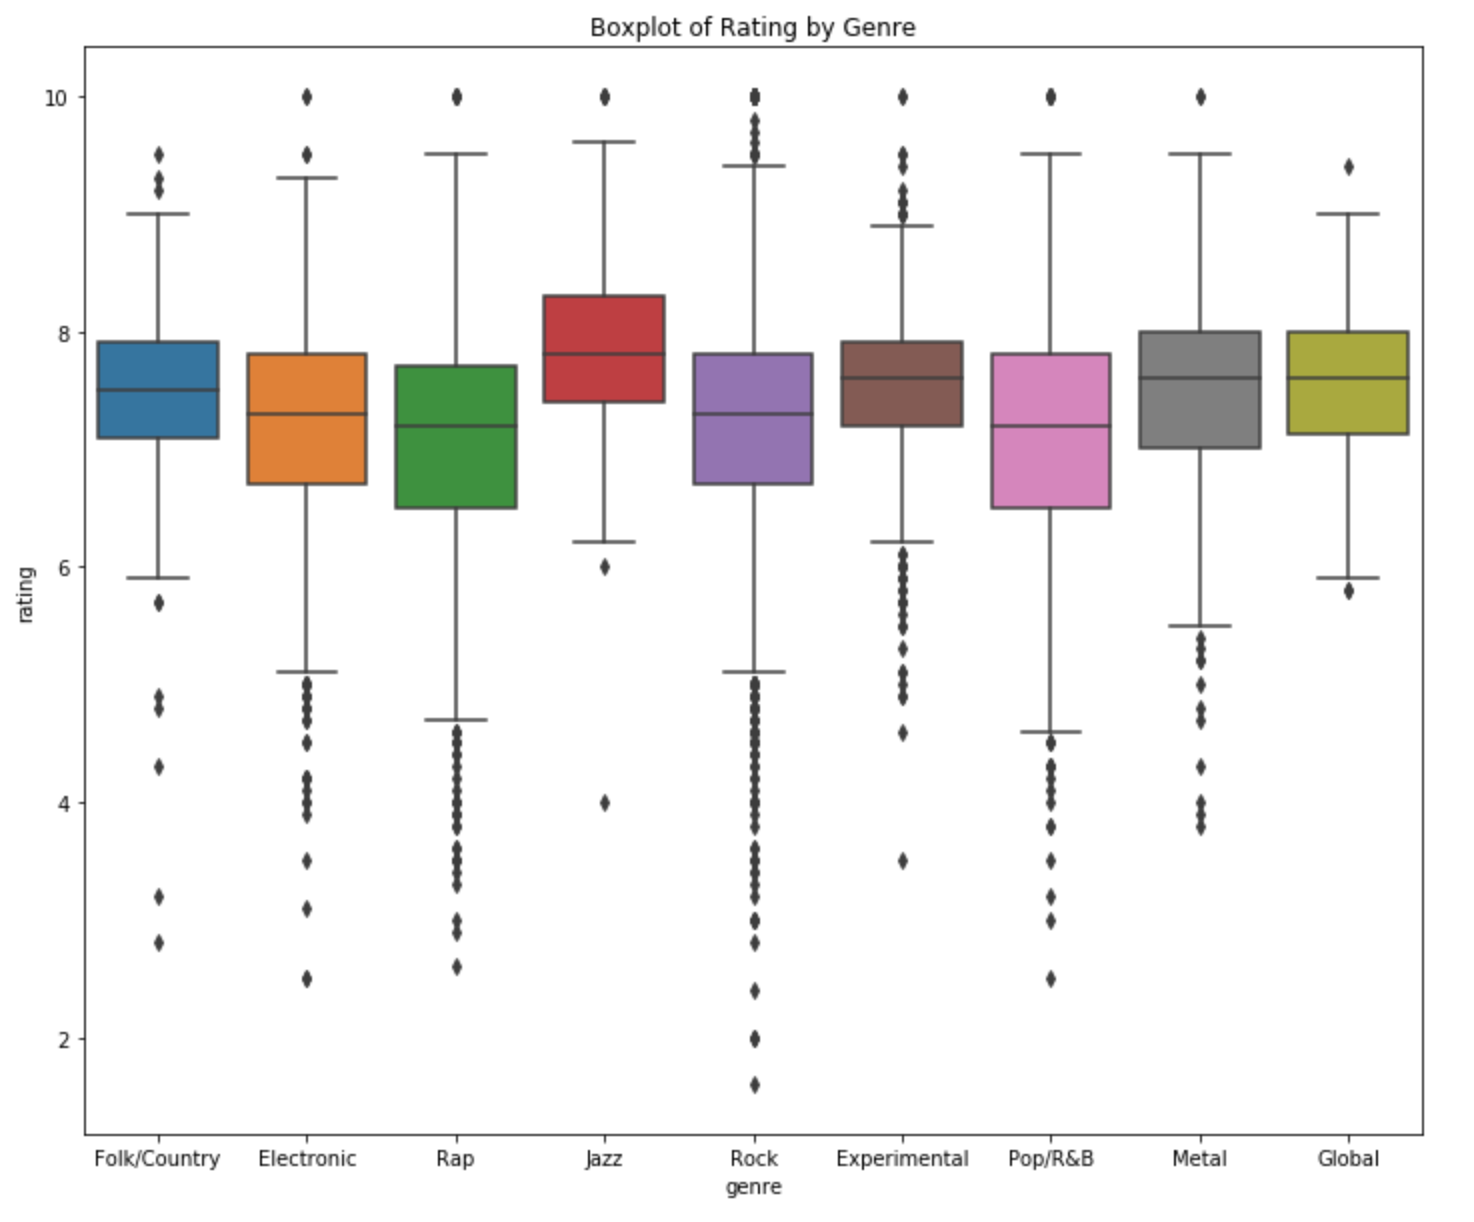 Boxplot of Rating by Genre
10
8
6
4
2
rating
Folk/Country Electronic Rap Jazz Rock Experimental Pop/R&B Metal Global
genre